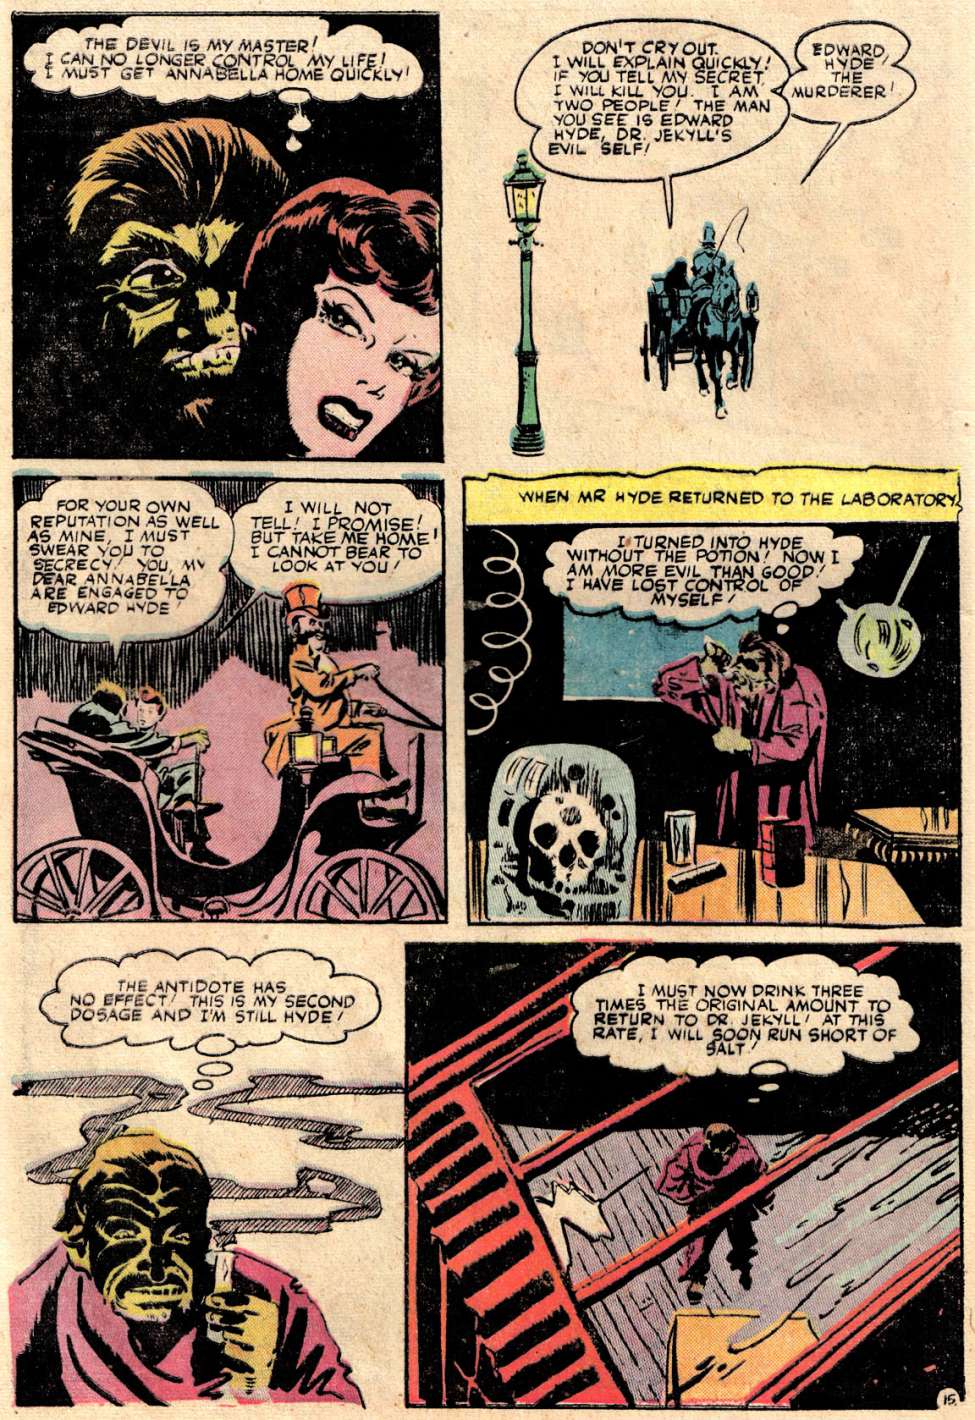 THE DEVIL IS MY MASTER!
I CAN NO LONGER CONTROL MY LIFE!
I MUST GET ANNABELLA HOME QUICKLY!
DON'T CRY OUT.
I WILL EXPLAIN QUICKLY!
IF YOU TELL MY SECRET,
I WILL KILL YOU. I AM
TWO PEOPLE! THE MAN
YOU SEE IS EDWARD
HYDE, DR. JEKYLL'S
EVIL SELF!
EDWARD
HYDE!
THE
MURDERER!
FOR YOUR OWN
REPUTATION AS WELL
AS MINE, I MUST
SWEAR YOU TO
SECRECY! YOU, MY
DEAR ANNABELLA
ARE ENGAGED TO
EDWARD HYDE!
I WILL NOT
TELL! I PROMISE!
BUT TAKE ME HOME!
I CANNOT BEAR TO
LOOK AT YOU!
WHEN MR HYDE RETURNED TO THE LABORATORY
I TURNED INTO HYDE
WITHOUT THE POTION! NOW I
AM MORE EVIL THAN GOOD!
I HAVE LOST CONTROL OF
MYSELF!
THE ANTIDOTE HAS
NO EFFECT! THIS IS MY SECOND
DOSAGE AND I'M STILL HYDE!
I MUST NOW DRINK THREE
TIMES THE ORIGINAL AMOUNT TO
RETURN TO DR. JEKYLL! AT THIS
RATE, I WILL SOON RUN SHORT OF
SALT!
15